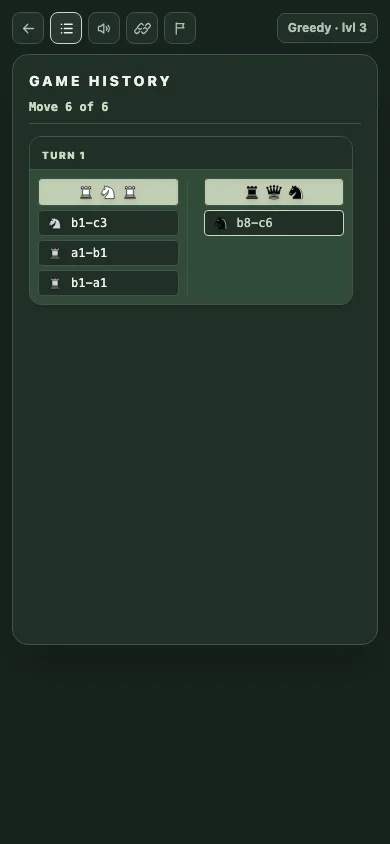 Greedy · lvl 3
GAME HISTORY
Move 6 of 6
TURN 1
b1–c3
b8–c6
a1–b1
b1–a1